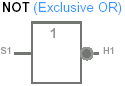 NOT (Exclusive OR)
1
S1 H1